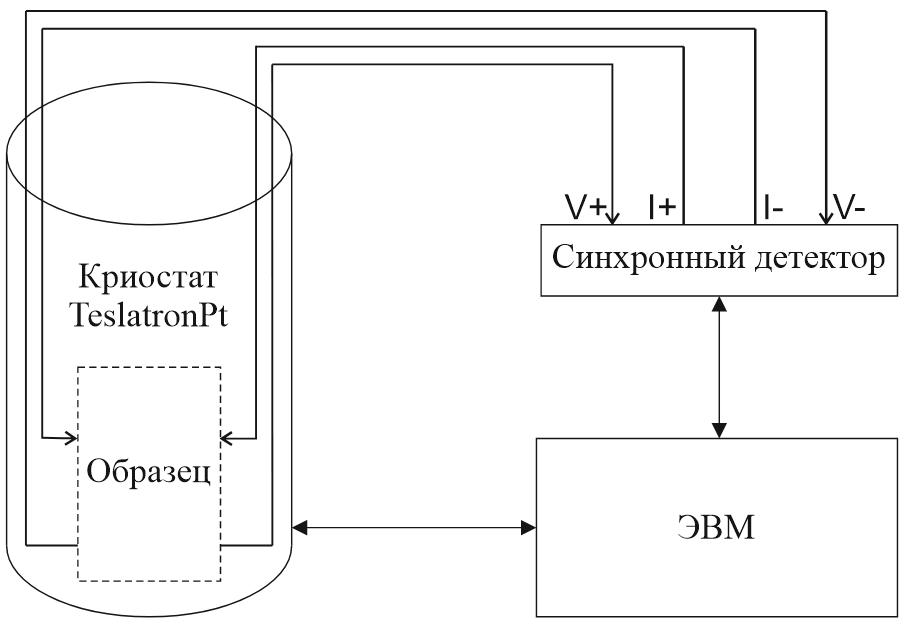 V+ I+ I- V-
Синхронный детектор
Криостат
TeslatronPt
Образец
ЭВМ